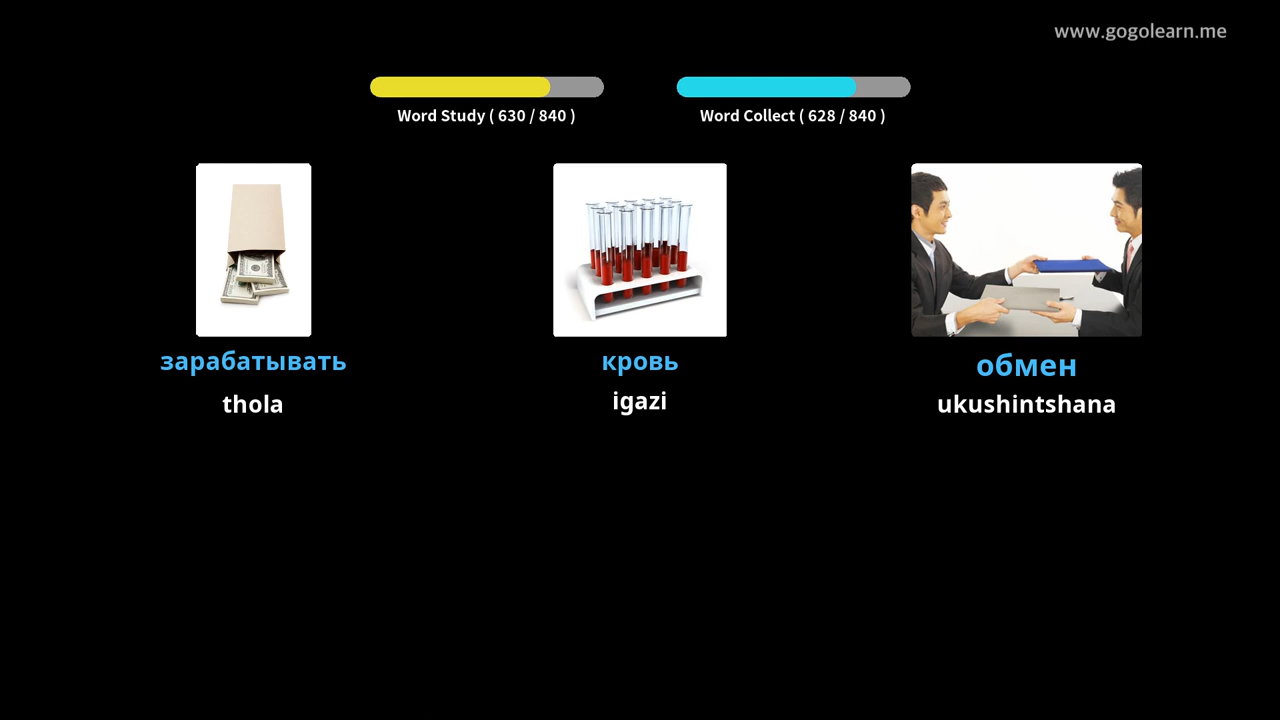 www.gogolearn.me
Word Study ( 630 / 840 )
Word Collect ( 628 / 840 )
зарабатывать
thola
кровь
igazi
обмен
ukushintshana